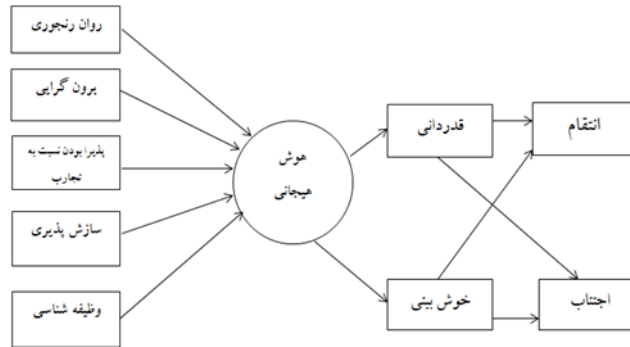 روان رنجوری
برون گرایی
پذیرا بودن نسبت به
تجارب
سازش پذیری
وظیفه شناسی
هوش
هیجانی
قدردانی
خوش بینی
انتقام
اجتناب